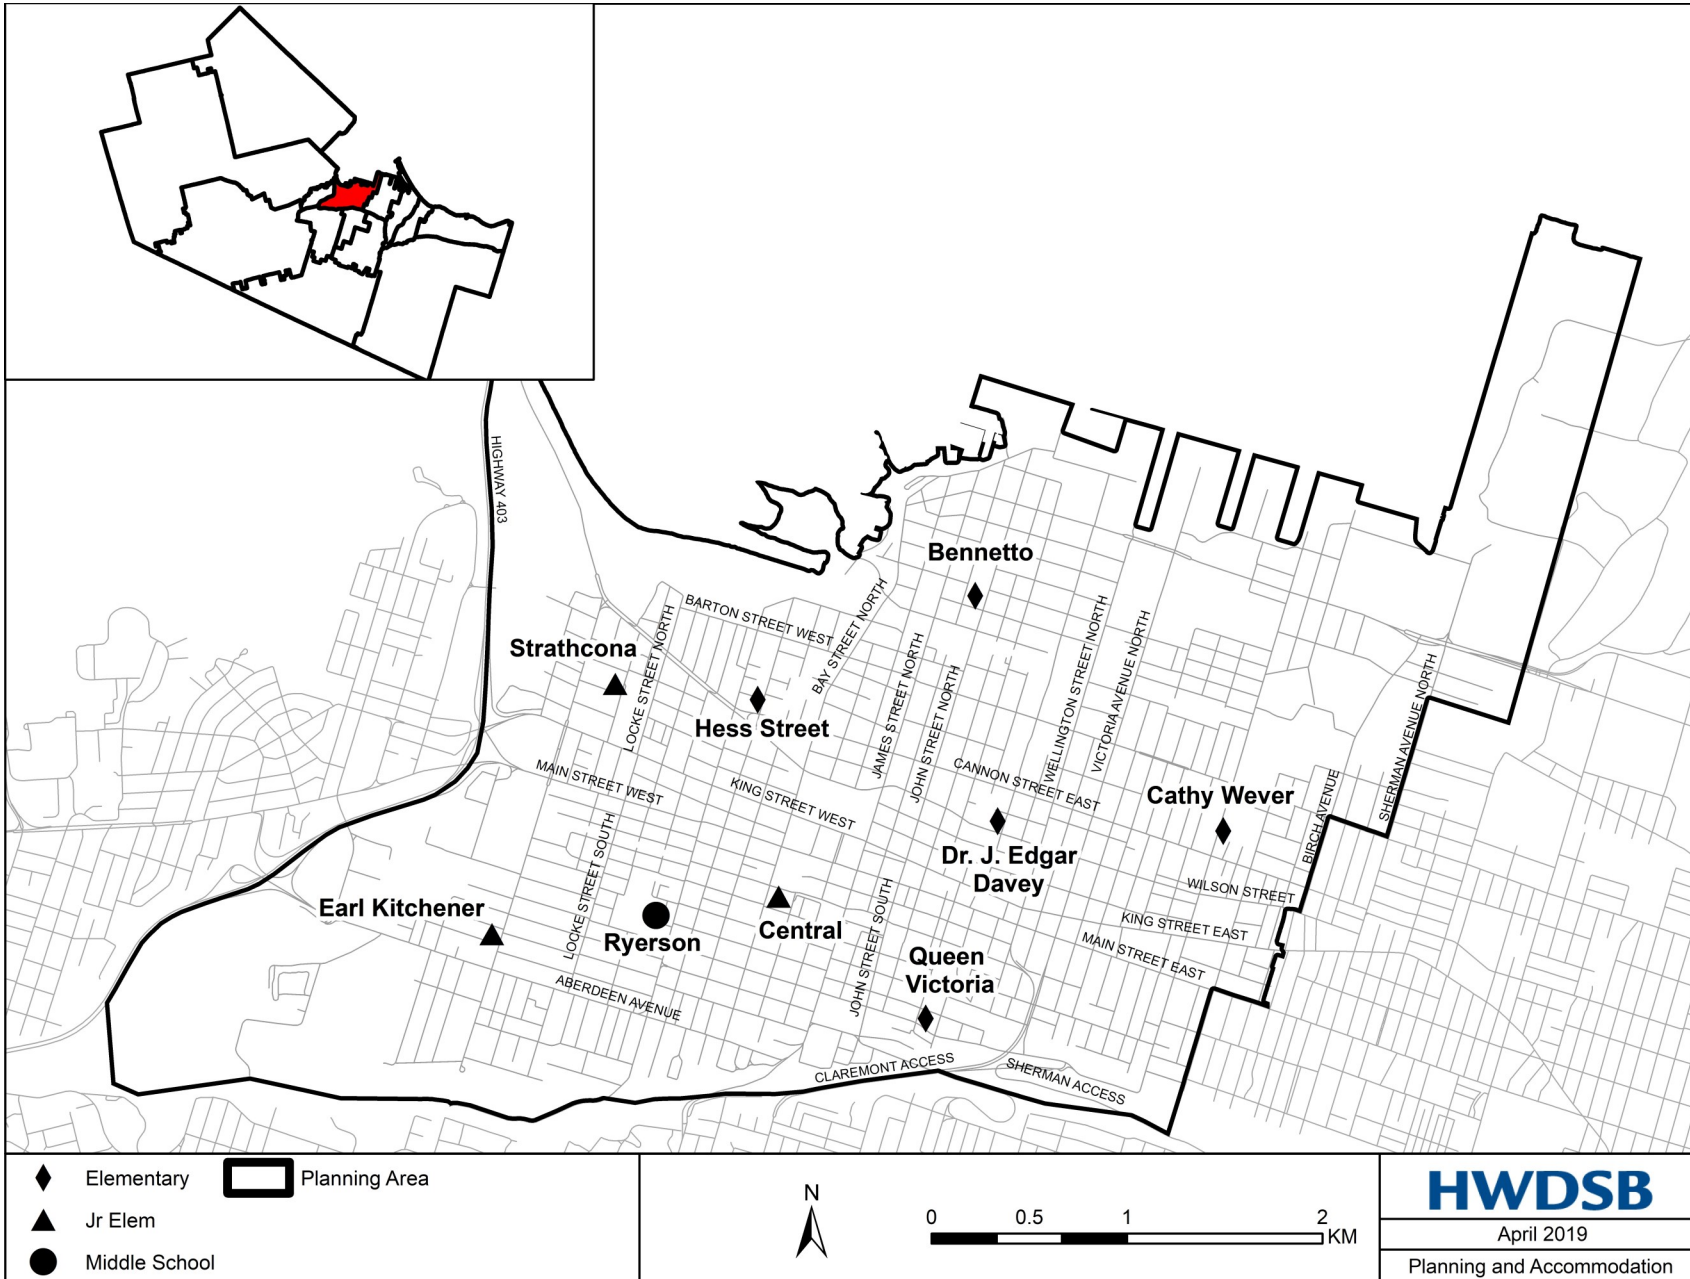 HIGHWAY 403
Bennetto
BARTON STREET WEST
BAY STREET NORTH
Strathcona
LOCKE STREET NORTH
JAMES STREET NORTH
JOHN STREET NORTH
WELLINGTON STREET NORTH
VICTORIA AVENUE NORTH
SHERMAN AVENUE NORTH
Hess Street
MAIN STREET WEST
KING STREET WEST
CANNON STREET EAST
Cathy Wever
BIRCH AVENUE
Dr. J. Edgar
Davey
LOCKE STREET SOUTH
WILSON STREET
Earl Kitchener
Ryerson
Central
JOHN STREET SOUTH
KING STREET EAST
MAIN STREET EAST
Queen
Victoria
ABERDEEN AVENUE
CLAREMONT ACCESS
SHERMAN ACCESS
Elementary
Planning Area
Jr Elem
Middle School
N
0 0.5 1 2
KM
HWDSB
April 2019
Planning and Accommodation